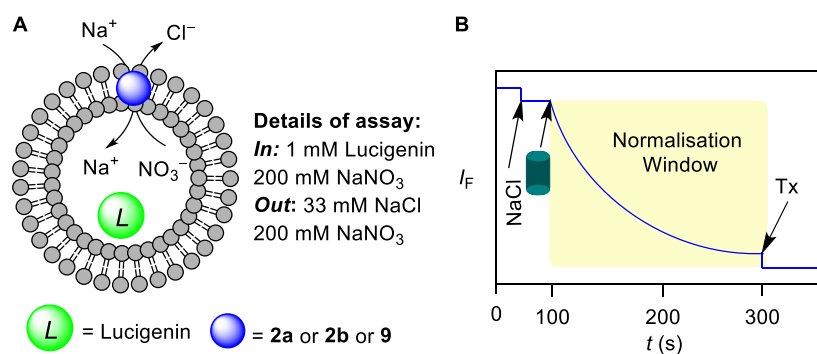 A
Na⁺
Cl⁻
Na⁺
NO₃⁻
L
Details of assay:
In: 1 mM Lucigenin
200 mM NaNO₃
Out: 33 mM NaCl
200 mM NaNO₃
L = Lucigenin
= 2a or 2b or 9
B
Normalisation
Window
I_F
NaCl
Tx
0
100
200
300
t (s)